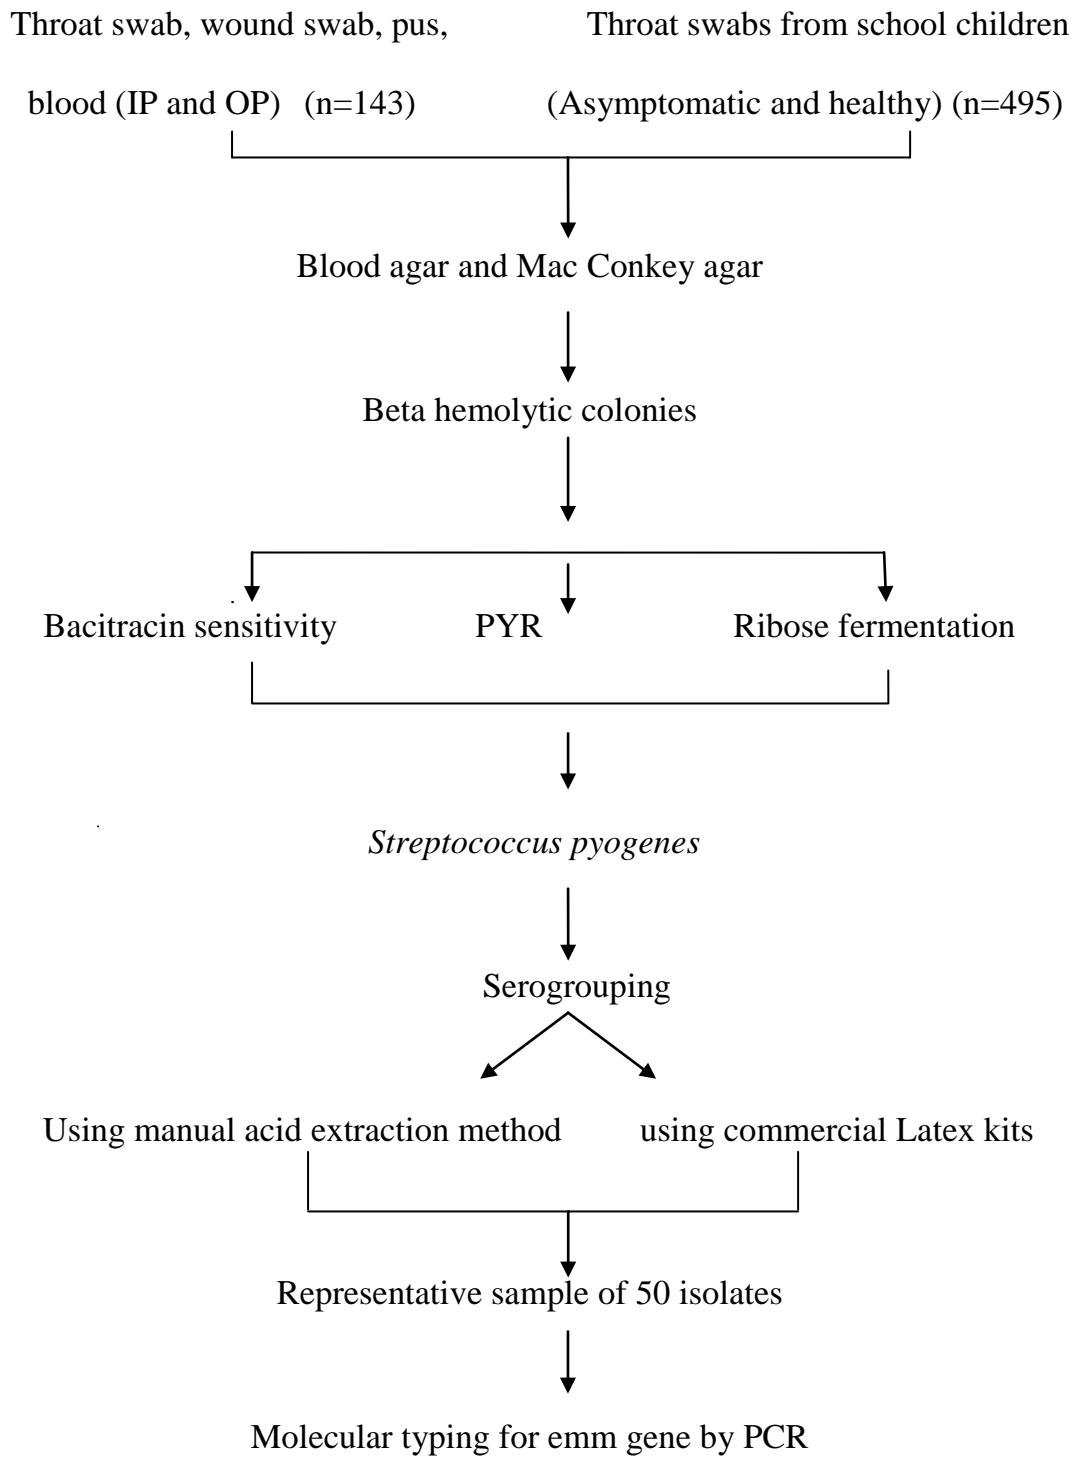 Throat swab, wound swab, pus,
blood (IP and OP) (n=143)
Throat swabs from school children
(Asymptomatic and healthy) (n=495)
Blood agar and Mac Conkey agar
Beta hemolytic colonies
Bacitracin sensitivity
PYR
Ribose fermentation
Streptococcus pyogenes
Serogrouping
Using manual acid extraction method
using commercial Latex kits
Representative sample of 50 isolates
Molecular typing for emm gene by PCR